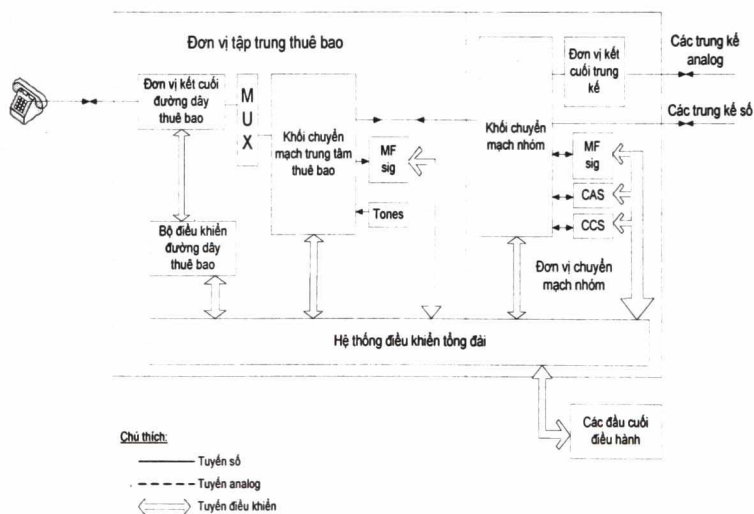 Đơn vị tập trung thuê bao
Đơn vị kết cuối
đường dây
thuê bao
M
U
X
Khối chuyển
mạch trung tâm
thuê bao
MF
sig
Tones
Bộ điều khiển
đường dây
thuê bao
Khối chuyển
mạch nhóm
Đơn vị kết
cuối trung
kế
Các trung kế
analog
Các trung kế số
MF
sig
CAS
CCS
Đơn vị chuyển
mạch nhóm
Hệ thống điều khiển tổng đài
Các đầu cuối
điều hành
Chú thích:
Tuyến số
Tuyến analog
Tuyến điều khiển